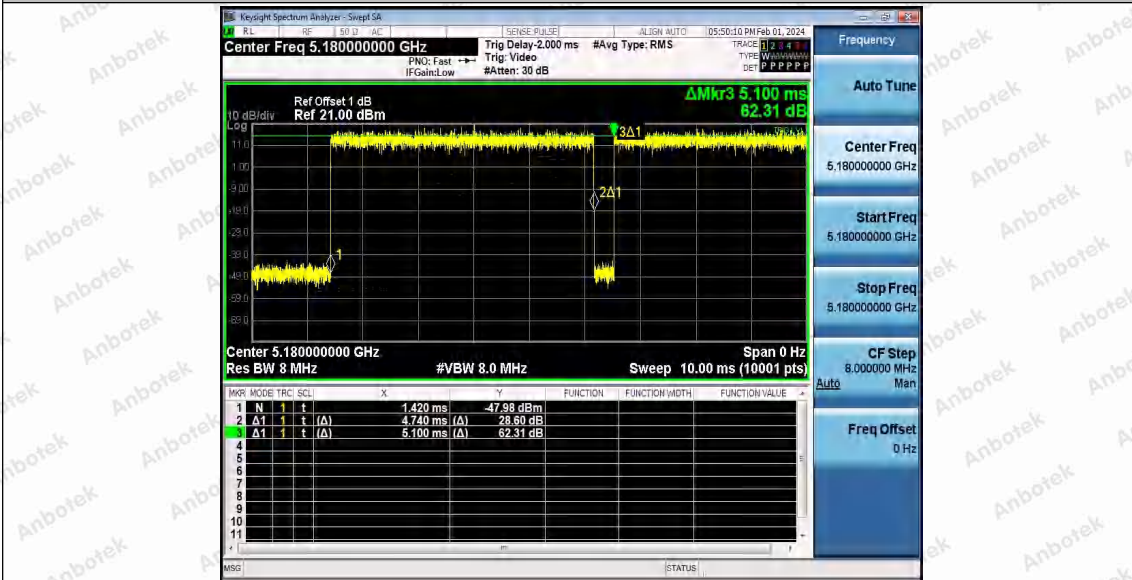 Keysight Spectrum Analyzer - Swept SA
RL RF 50 Ω AC SENSE:PULSE ALIGN AUTO 05:50:10 PM Feb 01, 2024
Center Freq 5.180000000 GHz Trig Delay-2.000 ms #Avg Type: RMS TRACE 1 2 3 4 5 6
PNO: Fast Trig: Video TYPE
IFGain:Low #Atten: 30 dB DET P P P P P P
Frequency
Auto Tune
Center Freq
5.180000000 GHz
Start Freq
5.180000000 GHz
Stop Freq
5.180000000 GHz
CF Step
8.000000 MHz
Auto Man
Freq Offset
0 Hz
ΔMkr3 5.100 ms
62.31 dB
Ref Offset 1 dB
10 dB/div Ref 21.00 dBm
Log
11.0
1.00
-9.00
-19.0
-29.0
-39.0
-49.0
-59.0
-69.0
3Δ1
2Δ1
1
Center 5.180000000 GHz Span 0 Hz
Res BW 8 MHz #VBW 8.0 MHz Sweep 10.00 ms (10001 pts)
MKR MODE TRC SCL X Y FUNCTION FUNCTION WIDTH FUNCTION VALUE
1 N 1 t 1.420 ms -47.98 dBm
2 Δ1 1 t (Δ) 4.740 ms (Δ) 28.60 dB
3 Δ1 1 t (Δ) 5.100 ms (Δ) 62.31 dB
4
5
6
7
8
9
10
11
MSG STATUS
Anbotek